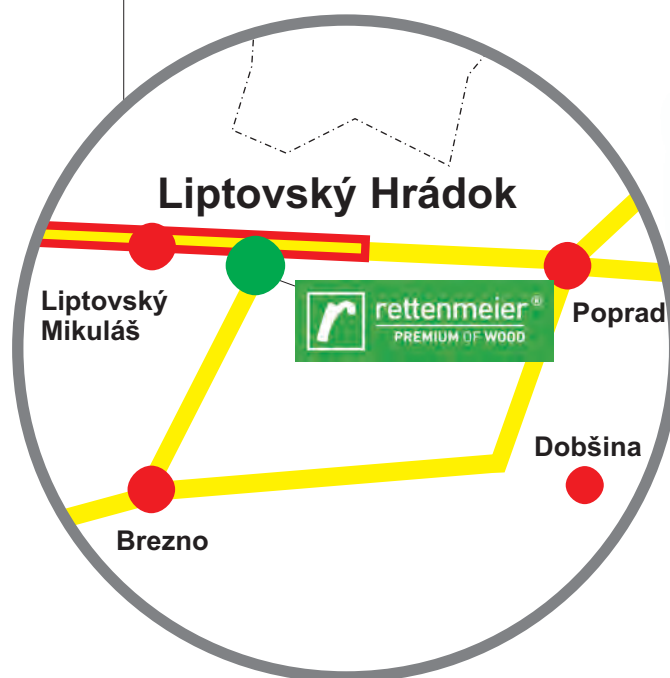 Liptovský Hrádok
Liptovský
Mikuláš
r rettenmeier®
PREMIUM OF WOOD
Poprad
Dobšina
Brezno